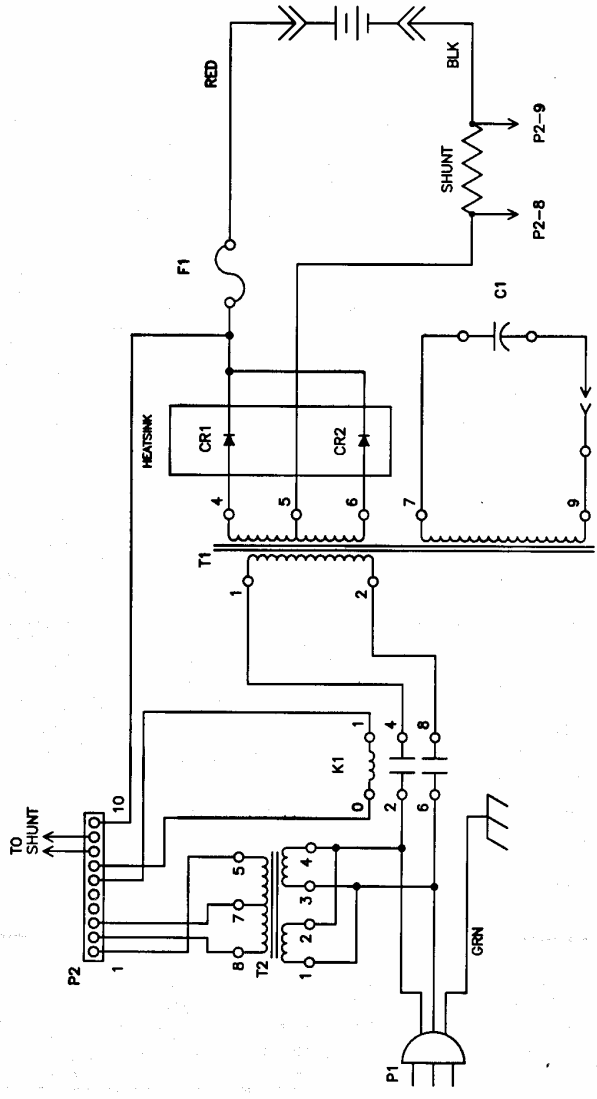 TO
SHUNT
P2
1
10
HEATSINK
F1
RED
8
7
5
T2
1
2
3
4
T1
1
2
4
5
6
CR1
CR2
K1
0
1
2
4
6
8
7
9
P1
GRN
C1
SHUNT
BLK
P2-8
P2-9